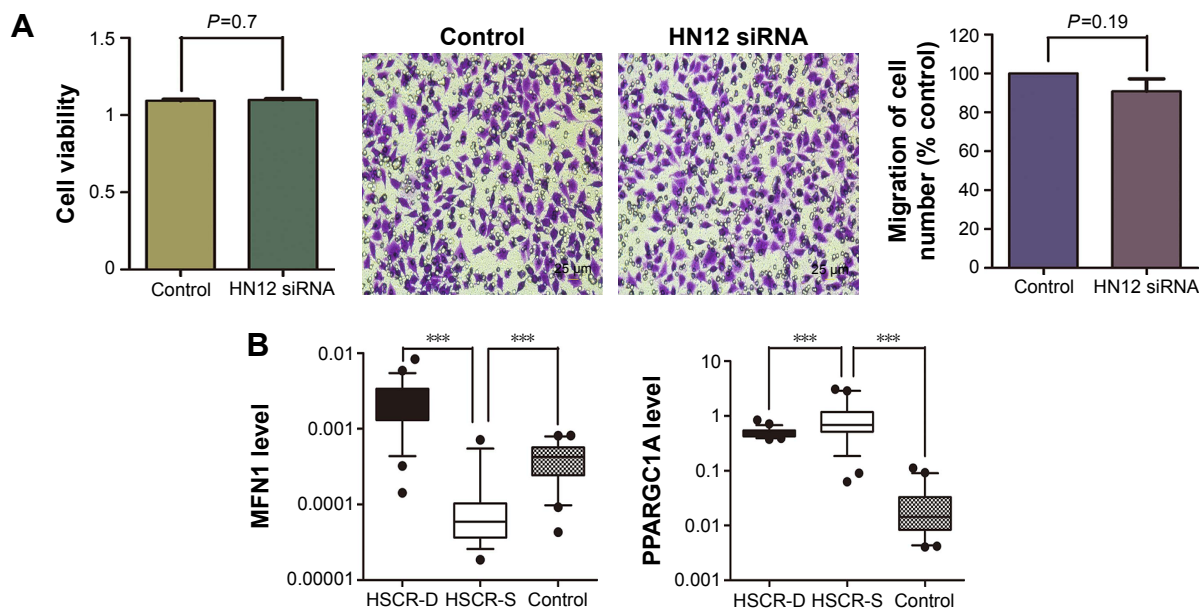 A
P=0.7
Cell viability
1.5
1
0.5
0
Control
HN12 siRNA
Control
25 µm
HN12 siRNA
25 µm
P=0.19
Migration of cell
number (% control)
120
100
80
60
40
20
0
Control
HN12 siRNA
B
MFN1 level
0.01
0.001
0.0001
0.00001
***
***
HSCR-D
HSCR-S
Control
PPARGC1A level
10
1
0.1
0.01
0.001
***
***
HSCR-D
HSCR-S
Control